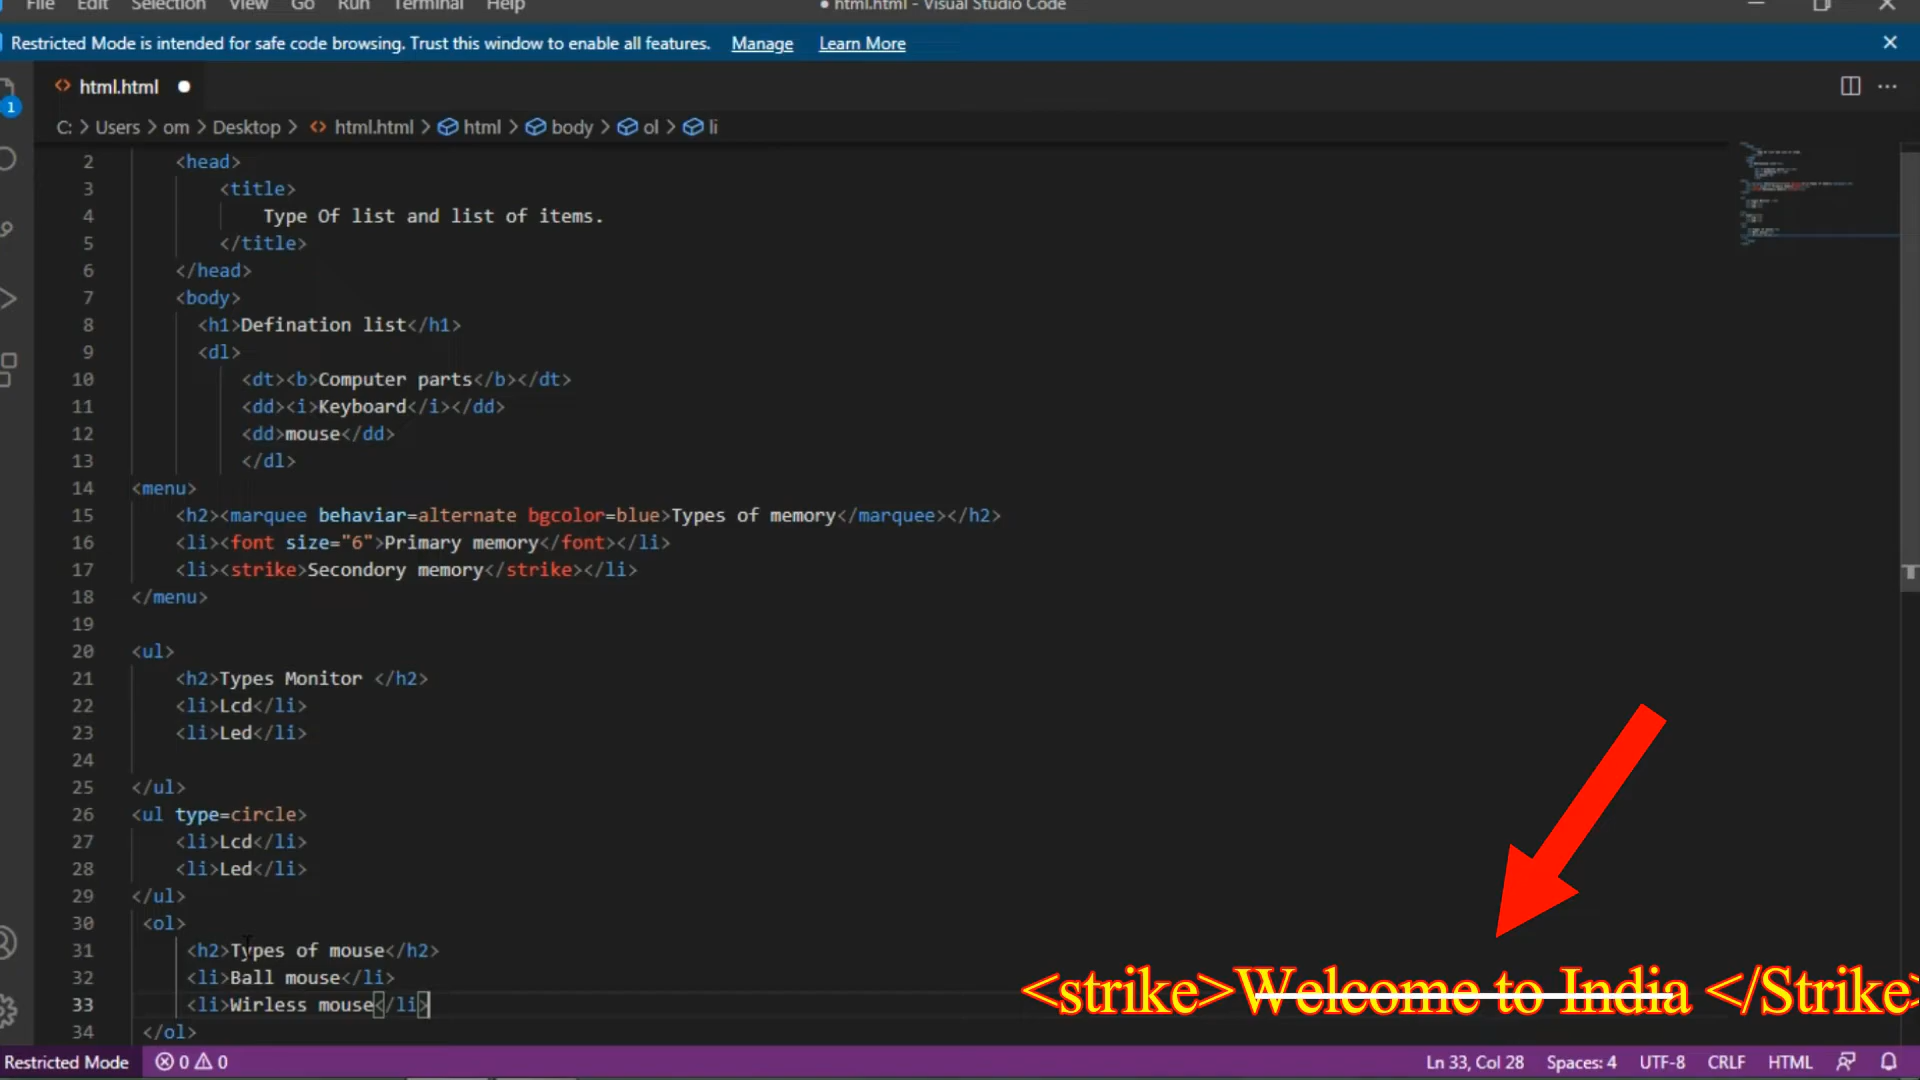 File Edit Selection View Go Run Terminal Help ● html.html - Visual Studio Code
Restricted Mode is intended for safe code browsing. Trust this window to enable all features. Manage Learn More
html.html
1
C: > Users > om > Desktop > html.html > html > body > ol > li
2 <head>
3 <title>
4 Type Of list and list of items.
5 </title>
6 </head>
7 <body>
8 <h1>Defination list</h1>
9 <dl>
10 <dt><b>Computer parts</b></dt>
11 <dd><i>Keyboard</i></dd>
12 <dd>mouse</dd>
13 </dl>
14 <menu>
15 <h2><marquee behaviar=alternate bgcolor=blue>Types of memory</marquee></h2>
16 <li><font size="6">Primary memory</font></li>
17 <li><strike>Secondory memory</strike></li>
18 </menu>
19
20 <ul>
21 <h2>Types Monitor </h2>
22 <li>Lcd</li>
23 <li>Led</li>
24
25 </ul>
26 <ul type=circle>
27 <li>Lcd</li>
28 <li>Led</li>
29 </ul>
30 <ol>
31 <h2>Types of mouse</h2>
32 <li>Ball mouse</li>
33 <li>Wirless mouse</li>
34 </ol>
<strike>Welcome to India </Strike>
Restricted Mode 0 0 Ln 33, Col 28 Spaces: 4 UTF-8 CRLF HTML